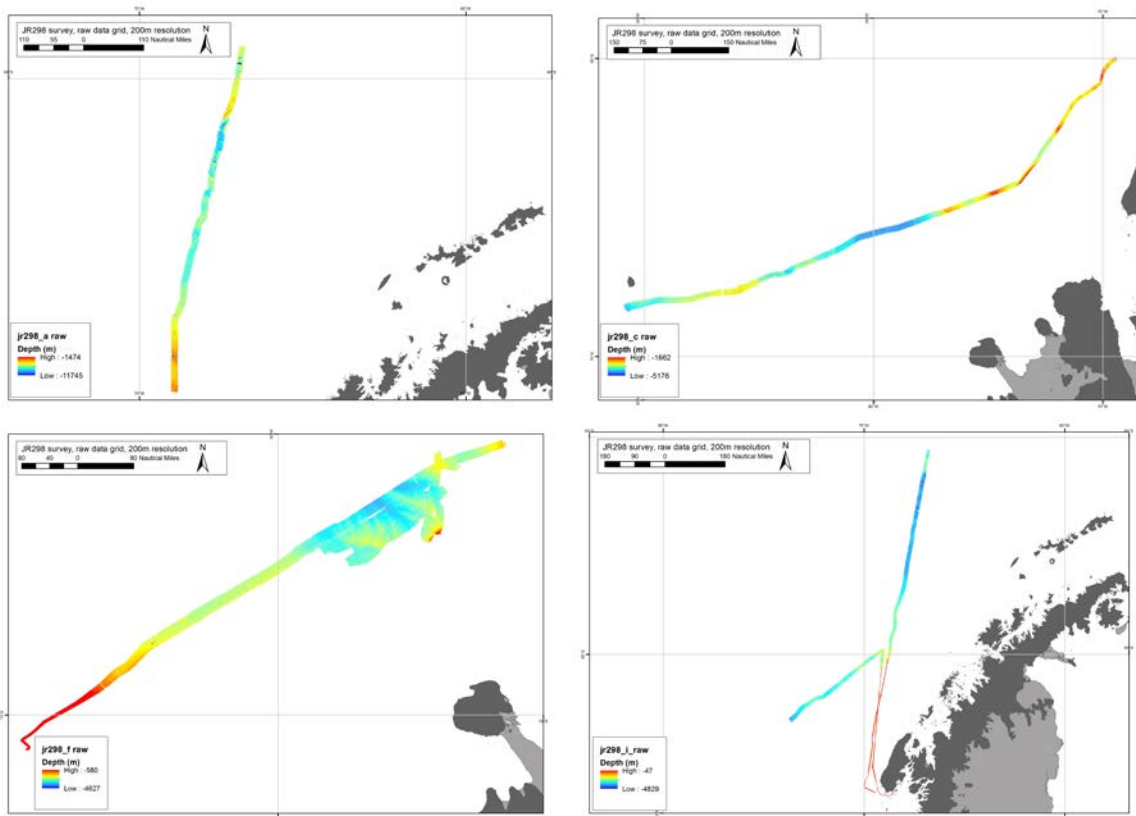 JR298 survey, raw data grid, 200m resolution
N
110 55 0 110 Nautical Miles
jr298_a raw
Depth (m)
High : -1474
Low : -11745
JR298 survey, raw data grid, 200m resolution
N
150 75 0 150 Nautical Miles
jr298_c raw
Depth (m)
High : -1662
Low : -5176
JR298 survey, raw data grid, 200m resolution
N
80 40 0 80 Nautical Miles
jr298_f raw
Depth (m)
High : -580
Low : -4627
JR298 survey, raw data grid, 200m resolution
N
180 90 0 180 Nautical Miles
jr298_i_raw
Depth (m)
High : -47
Low : -4829